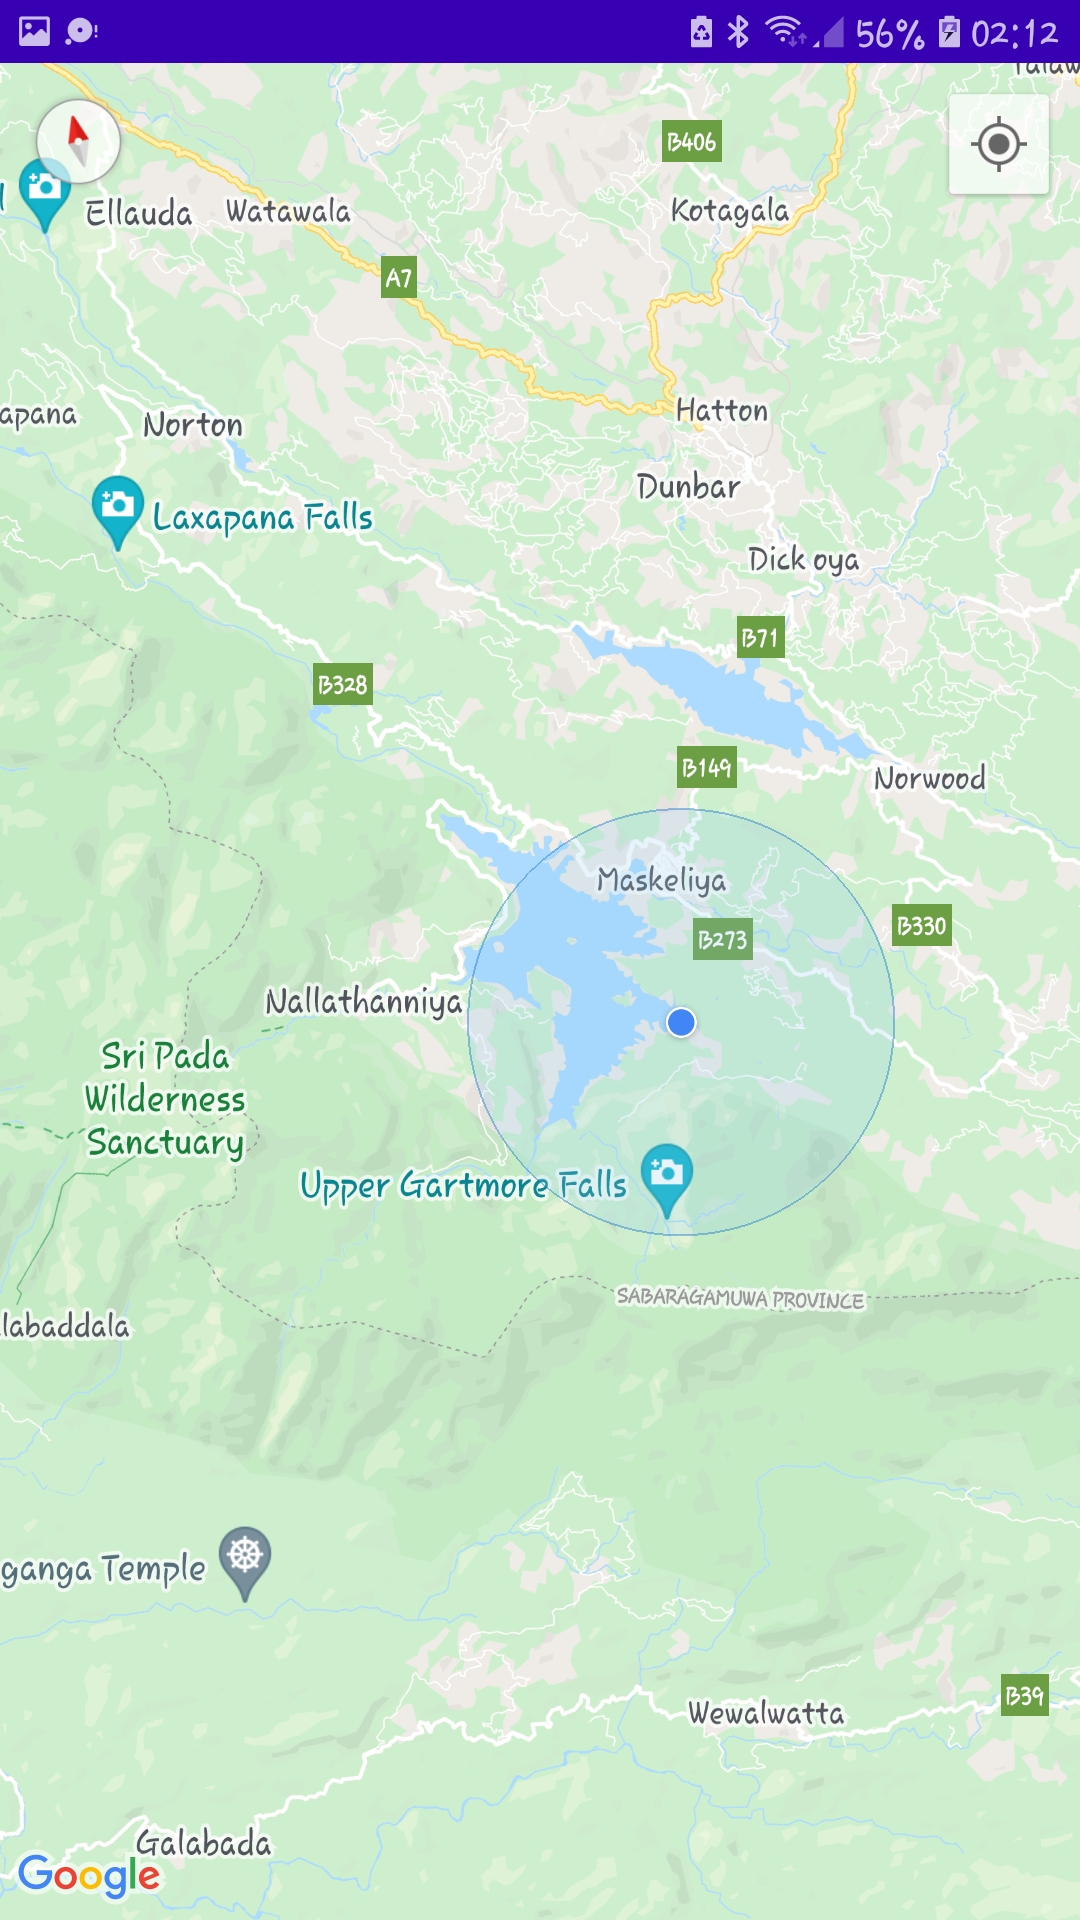 56% 02:12
B406
Ellauda
Watawala
Kotagala
A7
apana
Norton
Hatton
Dunbar
Laxapana Falls
Dick oya
B71
B328
B149
Norwood
Maskeliya
B273
B330
Nallathanniya
Sri Pada
Wilderness
Sanctuary
Upper Gartmore Falls
SABARAGAMUWA PROVINCE
labaddala
ganga Temple
B39
Wewalwatta
Galabada
Google